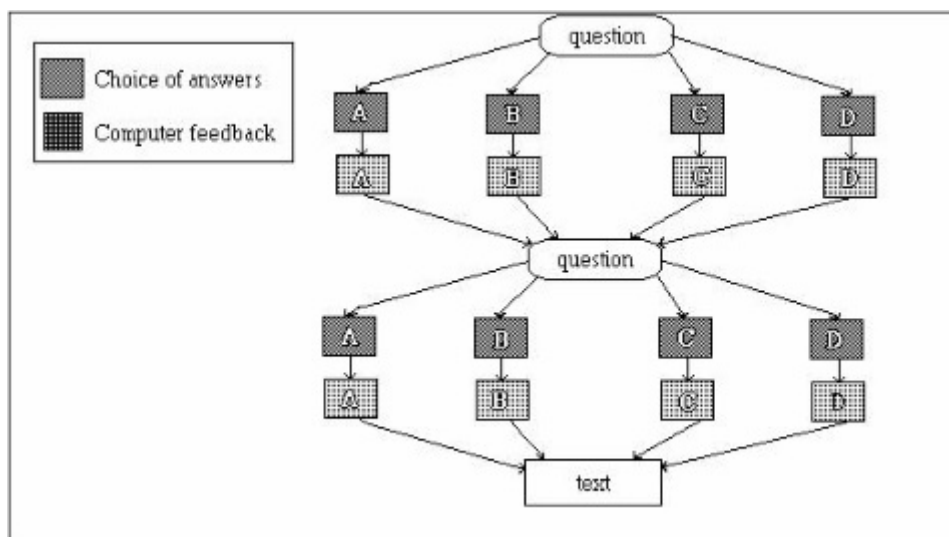 question
Choice of answers
Computer feedback
A B C D
A B C D
question
A B C D
A B C D
text